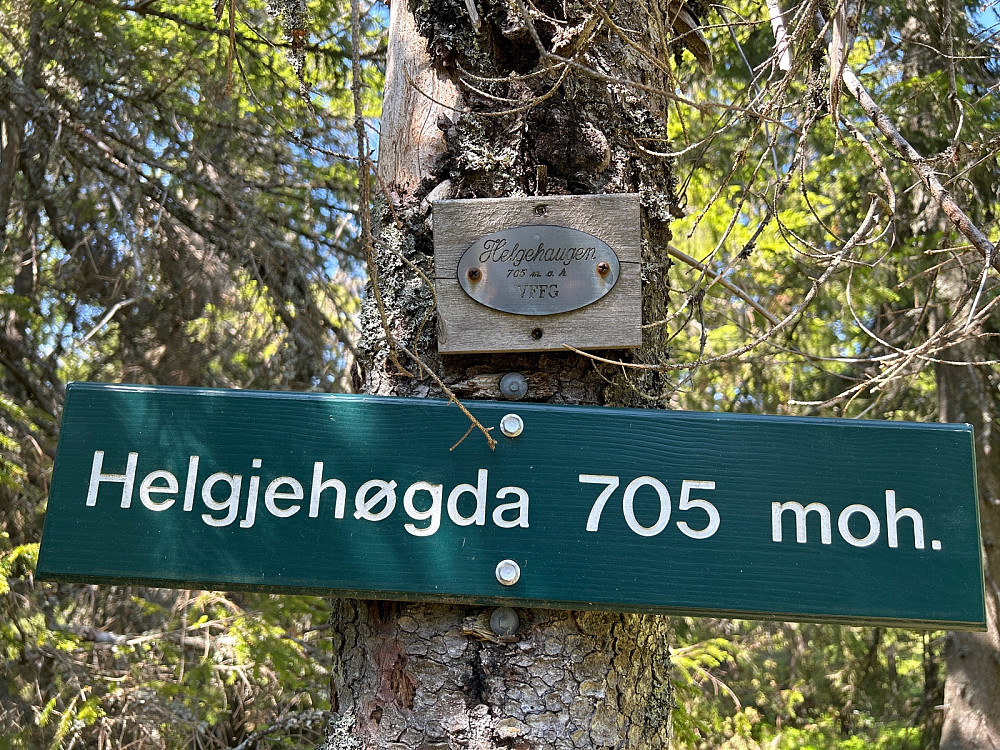 Helgehaugen
705 m. o. h.
VFFG
Helgjehøgda 705 moh.